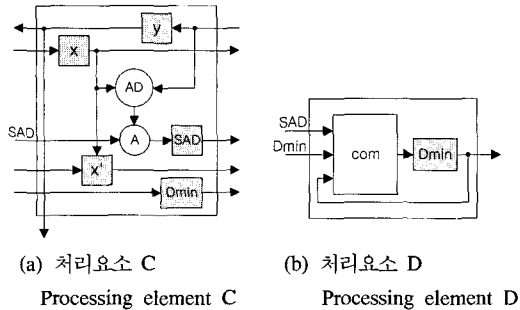 y
x
AD
SAD
A
SAD
x'
Dmin
SAD
Dmin
com
Dmin
(a) 처리요소 C
Processing element C
(b) 처리요소 D
Processing element D